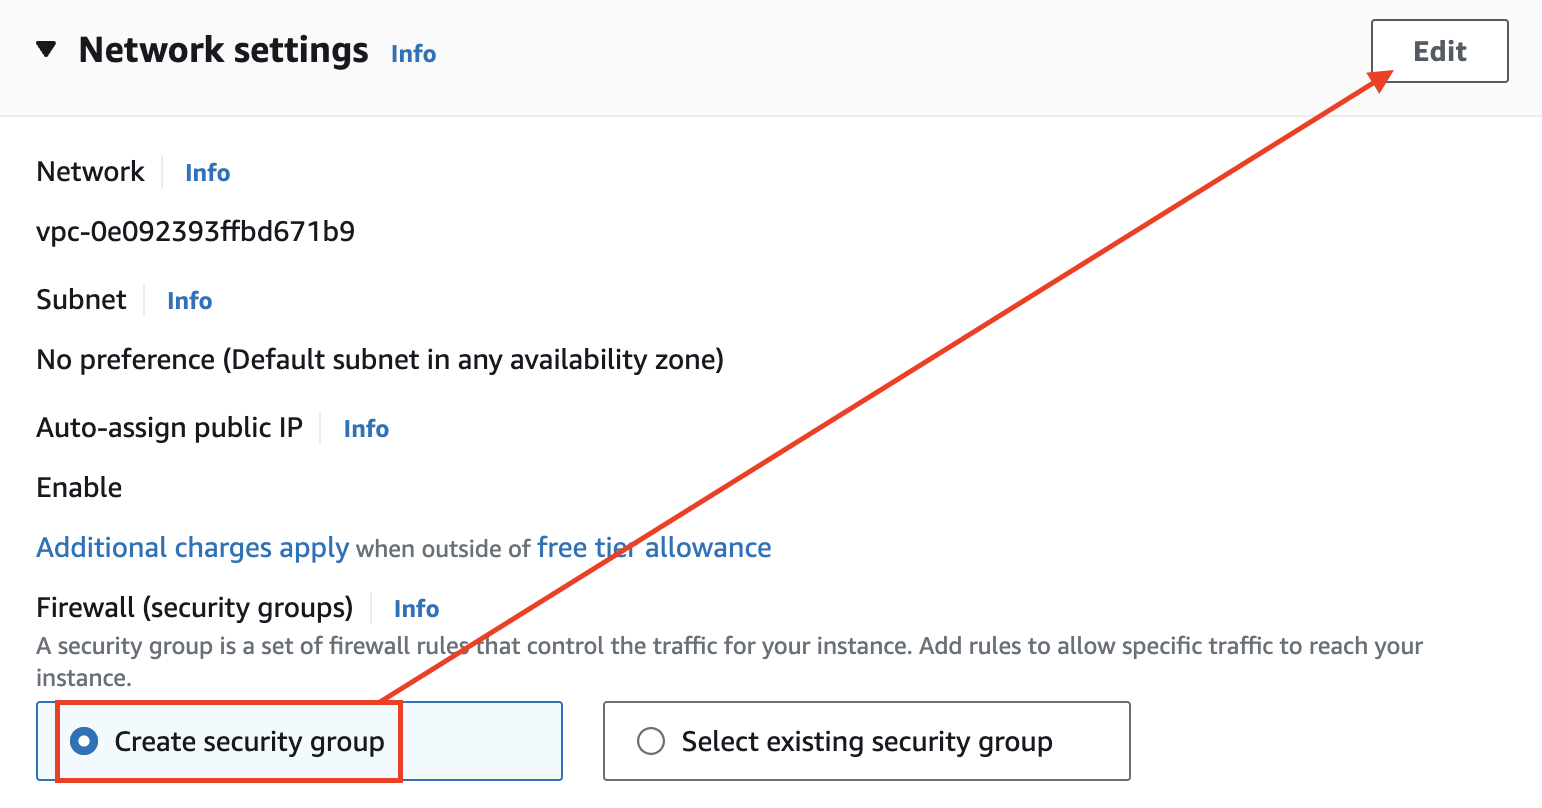 Network settings Info Edit
Network Info
vpc-0e092393ffbd671b9
Subnet Info
No preference (Default subnet in any availability zone)
Auto-assign public IP Info
Enable
Additional charges apply when outside of free tier allowance
Firewall (security groups) Info
A security group is a set of firewall rules that control the traffic for your instance. Add rules to allow specific traffic to reach your
instance.
Create security group Select existing security group